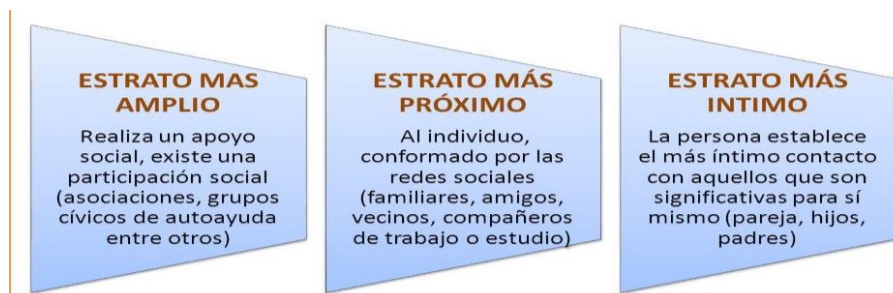 ESTRATO MAS
AMPLIO
Realiza un apoyo
social, existe una
participación social
(asociaciones, grupos
cívicos de autoayuda
entre otros)
ESTRATO MÁS
PRÓXIMO
Al individuo,
conformado por las
redes sociales
(familiares, amigos,
vecinos, compañeros
de trabajo o estudio)
ESTRATO MÁS
INTIMO
La persona establece
el más íntimo contacto
con aquellos que son
significativas para sí
mismo (pareja, hijos,
padres)